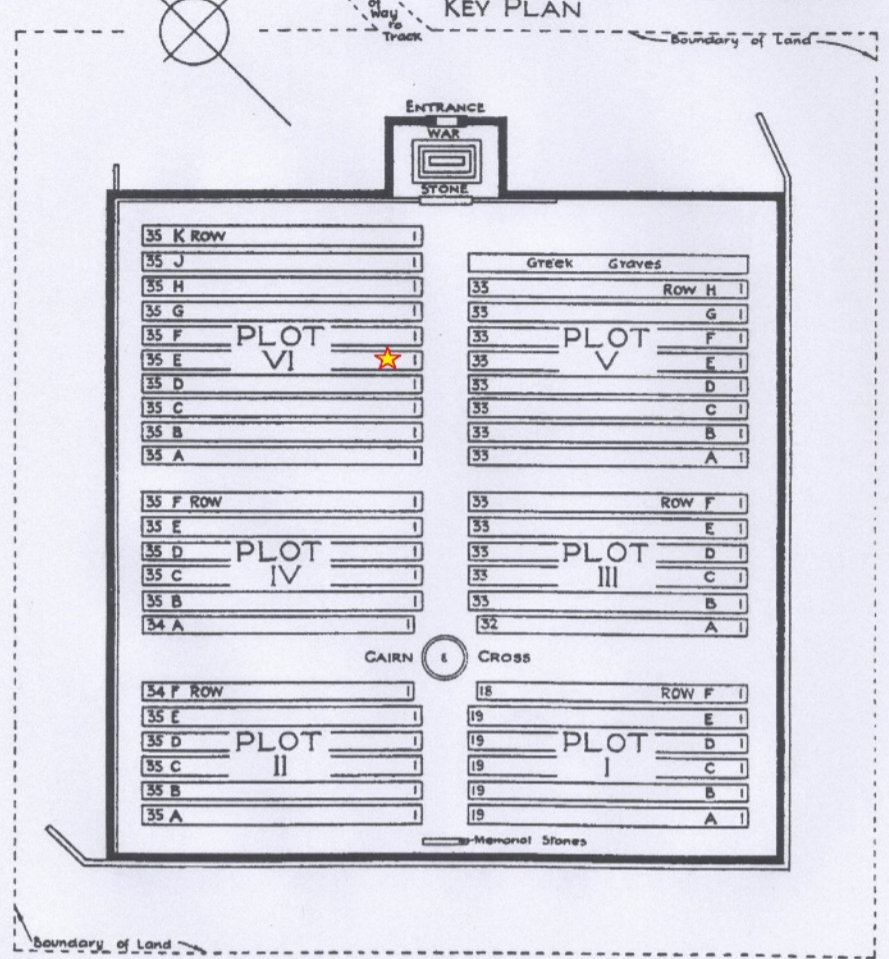 KEY PLAN
of
Way
to
Track
Boundary of Land
ENTRANCE
WAR
STONE
35 K ROW 1
35 J 1
35 H 1
35 G 1
35 F 1
35 E 1
35 D 1
35 C 1
35 B 1
35 A 1
PLOT
VI
Greek Graves
33 ROW H 1
33 G 1
33 F 1
33 E 1
33 D 1
33 C 1
33 B 1
33 A 1
PLOT
V
35 F ROW 1
35 E 1
35 D 1
35 C 1
35 B 1
34 A 1
PLOT
IV
33 ROW F 1
33 E 1
33 D 1
33 C 1
33 B 1
32 A 1
PLOT
III
CAIRN & CROSS
34 F ROW 1
35 E 1
35 D 1
35 C 1
35 B 1
35 A 1
PLOT
II
18 ROW F 1
19 E 1
19 D 1
19 C 1
19 B 1
19 A 1
PLOT
I
Memorial Stones
Boundary of Land